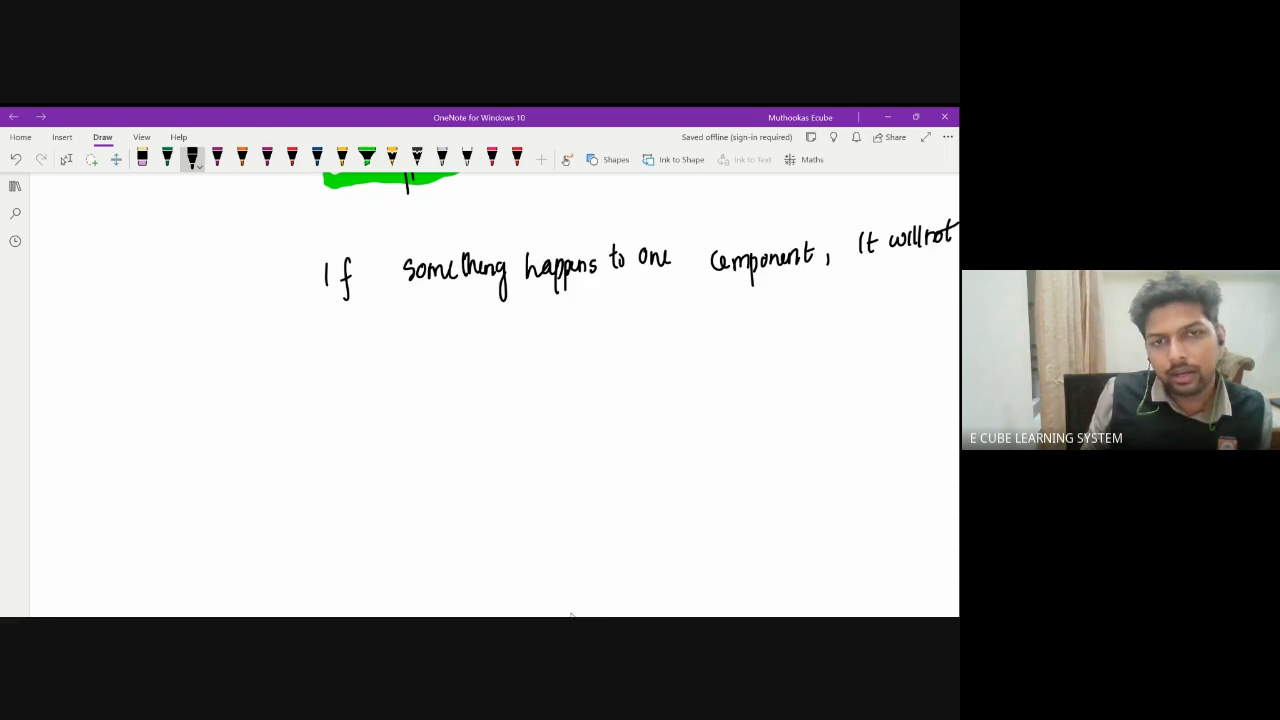 OneNote for Windows 10
Muthookas Ecube
Home Insert Draw View Help
Saved offline (sign-in required)
Share
Shapes
Ink to Shape
Ink to Text
Maths
If something happens to one component, it will not
E CUBE LEARNING SYSTEM